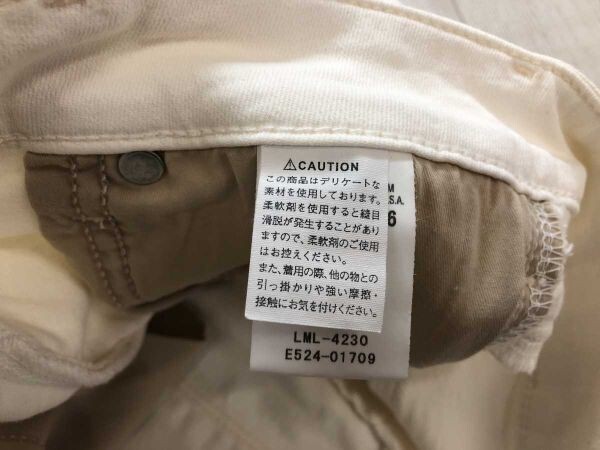 ⚠CAUTION
この商品はデリケートな
素材を使用しております。
柔軟剤を使用すると縫目
滑脱が発生することがあり
ますので、柔軟剤のご使用
はお控えください。
また、着用の際、他の物との
引っ掛かりや強い摩擦・
接触にお気を付けください。
M
S.A.
6
LML-4230
E524-01709